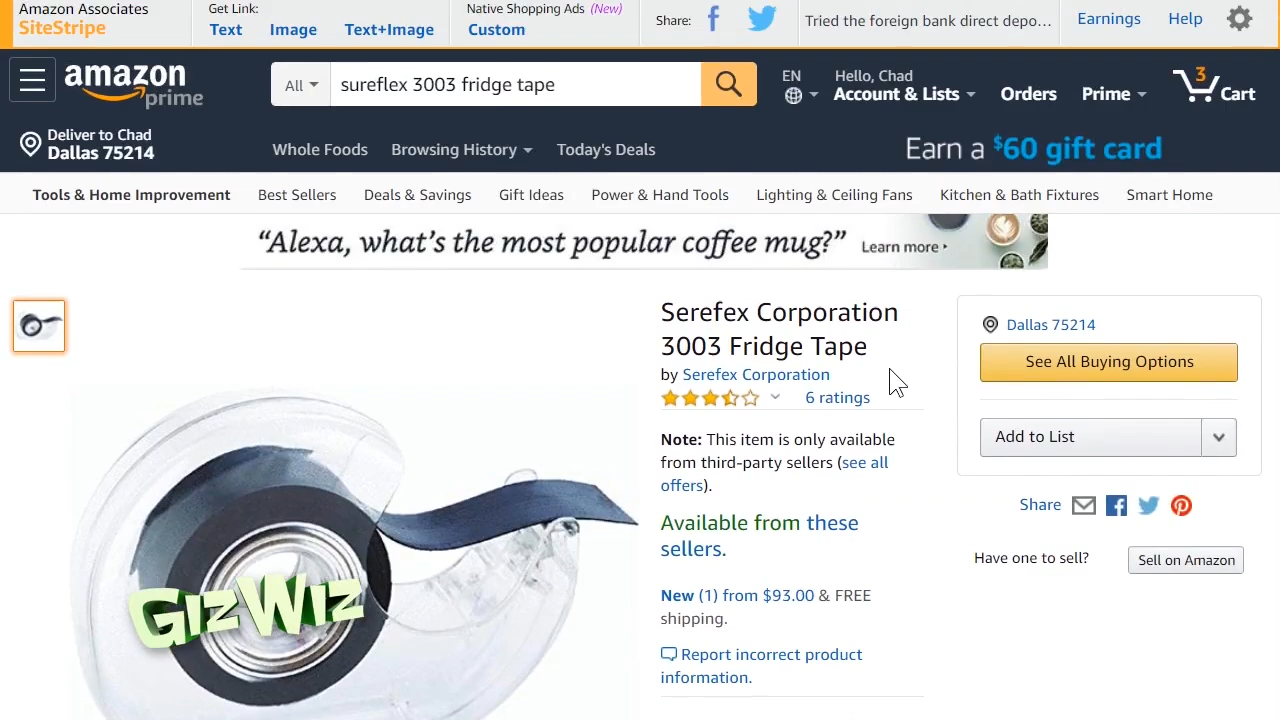 Amazon Associates
SiteStripe
Get Link:
Text Image Text+Image
Native Shopping Ads (New)
Custom
Share:
Tried the foreign bank direct depo...
Earnings Help
amazon
prime
All
sureflex 3003 fridge tape
EN
Hello, Chad
Account & Lists
Orders
Prime
3
Cart
Deliver to Chad
Dallas 75214
Whole Foods Browsing History Today's Deals
Earn a $60 gift card
Tools & Home Improvement Best Sellers Deals & Savings Gift Ideas Power & Hand Tools Lighting & Ceiling Fans Kitchen & Bath Fixtures Smart Home
“Alexa, what’s the most popular coffee mug?” Learn more
Serefex Corporation
3003 Fridge Tape
by Serefex Corporation
6 ratings
Note: This item is only available
from third-party sellers (see all
offers).
Available from these
sellers.
New (1) from $93.00 & FREE
shipping.
Report incorrect product
information.
Dallas 75214
See All Buying Options
Add to List
Share
Have one to sell?
Sell on Amazon
GIZWIZ